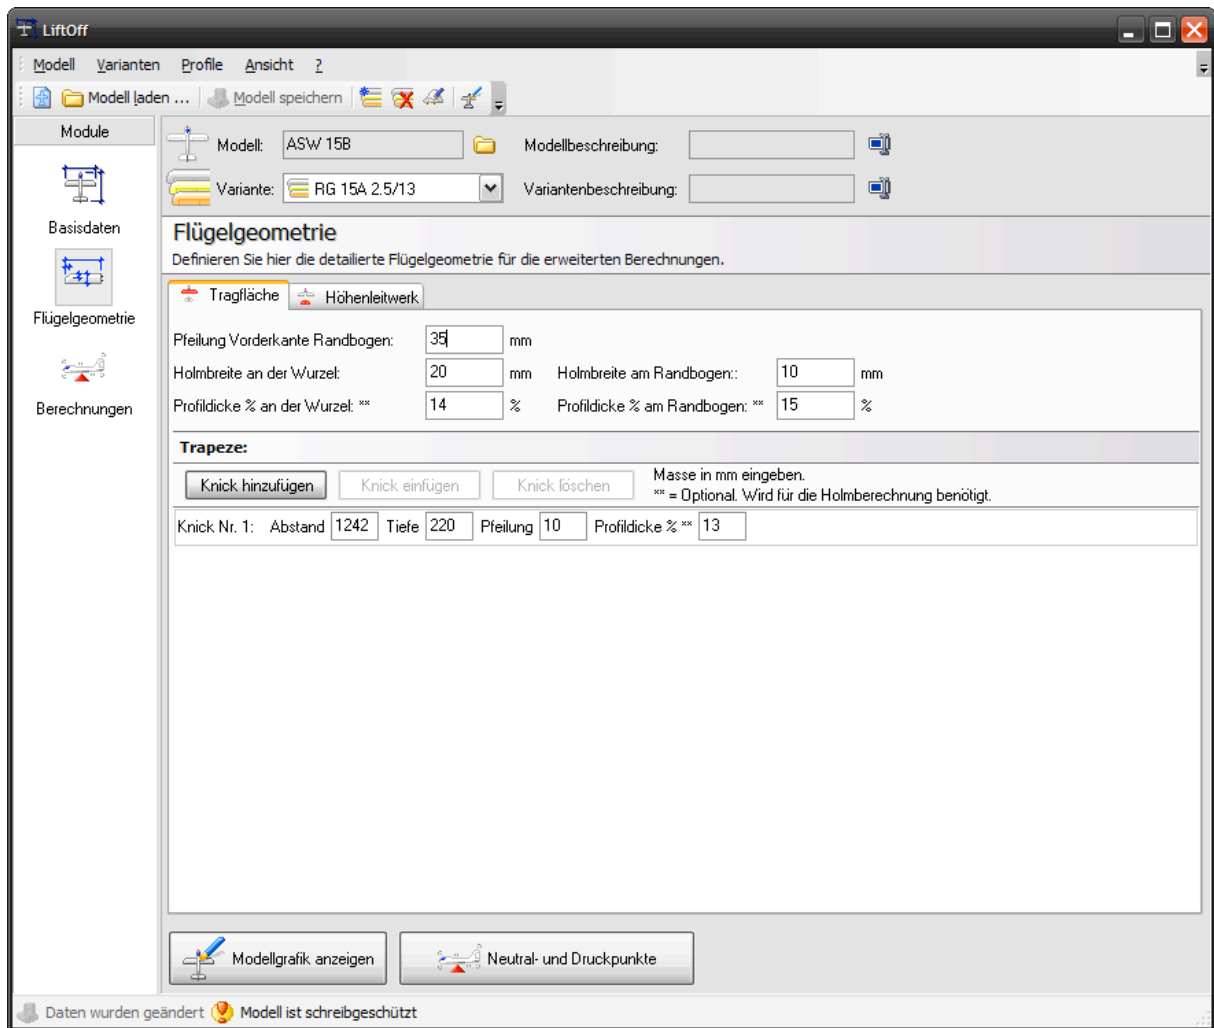 LiftOff
Modell Varianten Profile Ansicht ?
Modell laden ... Modell speichern
Module
Basisdaten
Flügelgeometrie
Berechnungen
Modell: ASW 15B Modellbeschreibung:
Variante: RG 15A 2.5/13 Variantenbeschreibung:
Flügelgeometrie
Definieren Sie hier die detailierte Flügelgeometrie für die erweiterten Berechnungen.
Tragfläche Höhenleitwerk
Pfeilung Vorderkante Randbogen: 35 mm
Holmbreite an der Wurzel: 20 mm Holmbreite am Randbogen:: 10 mm
Profildicke % an der Wurzel: ** 14 % Profildicke % am Randbogen: ** 15 %
Trapeze:
Knick hinzufügen Knick einfügen Knick löschen
Masse in mm eingeben.
** = Optional. Wird für die Holmberechnung benötigt.
Knick Nr. 1: Abstand 1242 Tiefe 220 Pfeilung 10 Profildicke % ** 13
Modellgrafik anzeigen Neutral- und Druckpunkte
Daten wurden geändert Modell ist schreibgeschützt